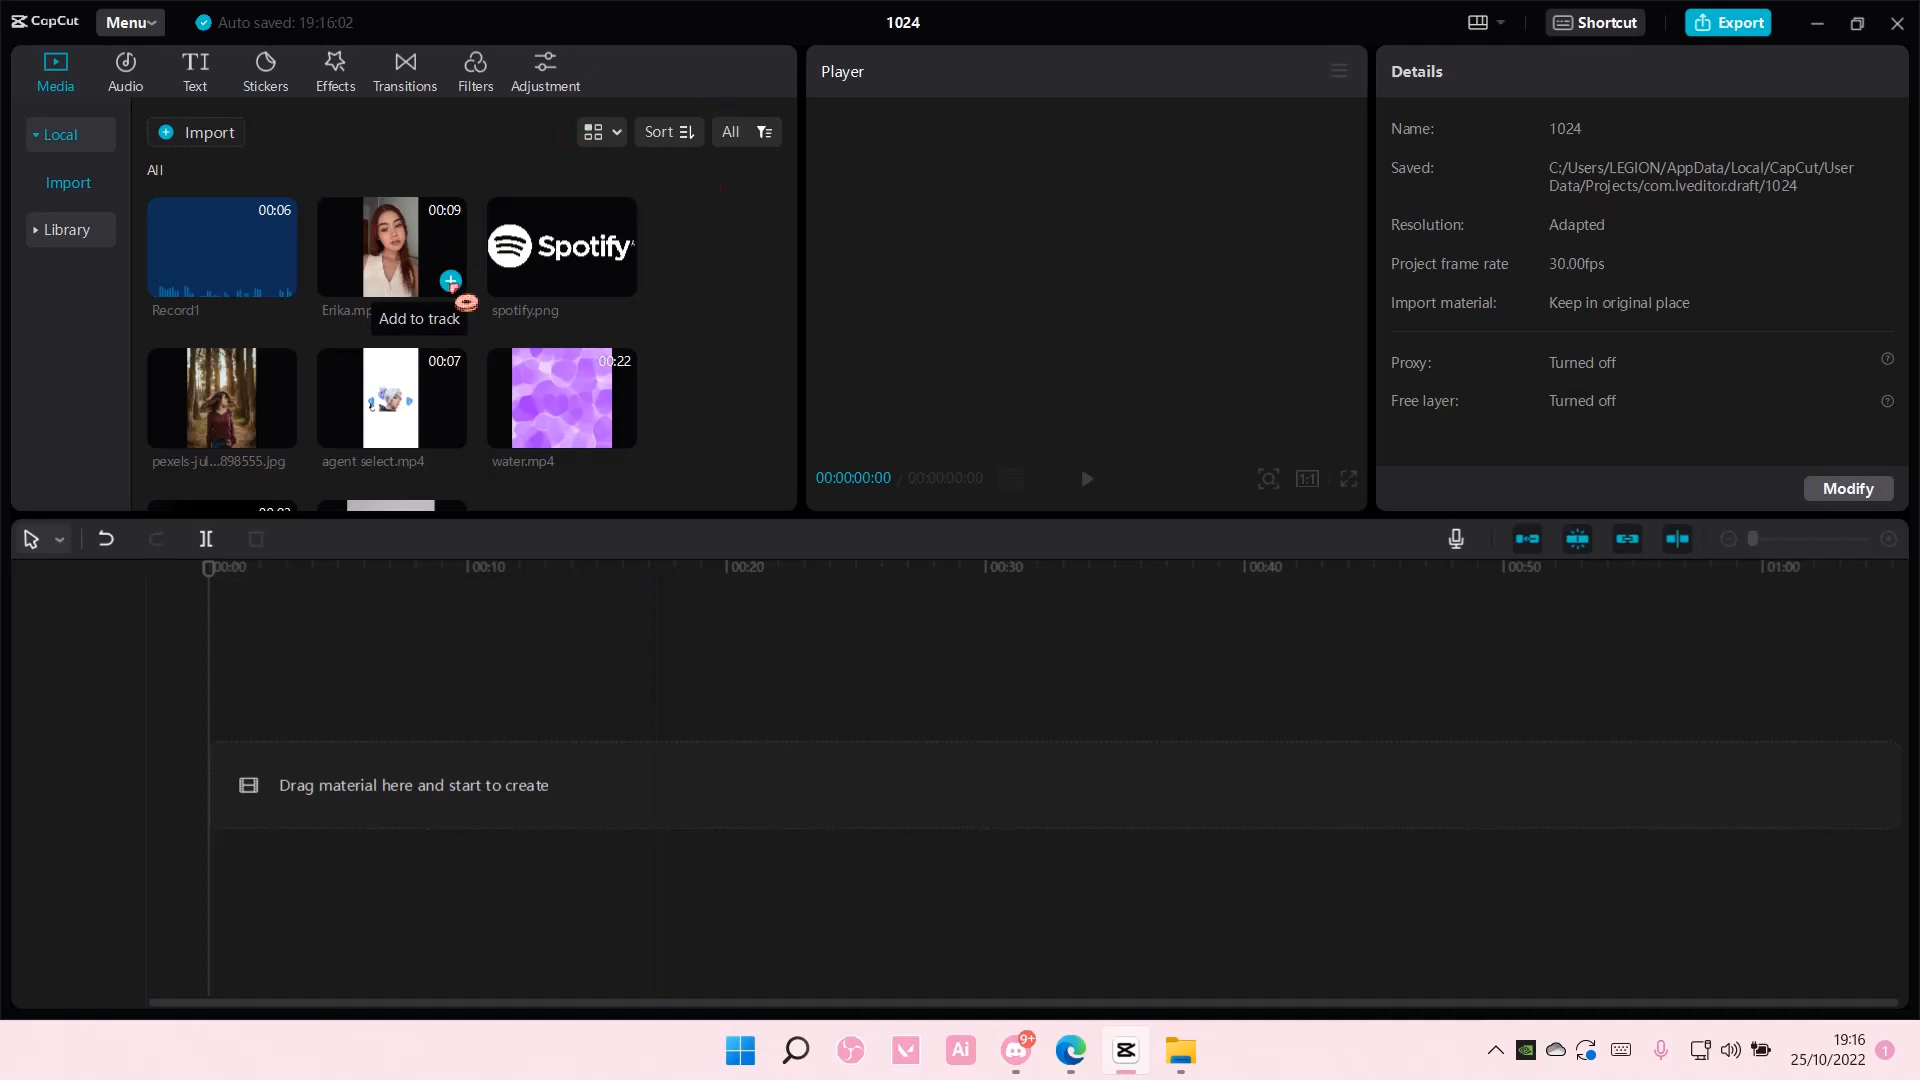 CapCut
Menu
Auto saved: 19:16:02
1024
Shortcut
Export
Media
Audio
TI
Text
Stickers
Effects
Transitions
Filters
Adjustment
Local
Import
Library
Import
Sort
All
All
00:06
Record1
00:09
Add to track
Spotify
spotify.png
pexels-jul...898555.jpg
00:07
agent select.mp4
00:22
water.mp4
Player
00:00:00:00 / 00:00:00:00
1:1
Details
Name: 1024
Saved: C:/Users/LEGION/AppData/Local/CapCut/User
Data/Projects/com.lveditor.draft/1024
Resolution: Adapted
Project frame rate 30.00fps
Import material: Keep in original place
Proxy: Turned off
Free layer: Turned off
Modify
00:00
00:10
00:20
00:30
00:40
00:50
01:00
Drag material here and start to create
Ai
9+
19:16
25/10/2022
1